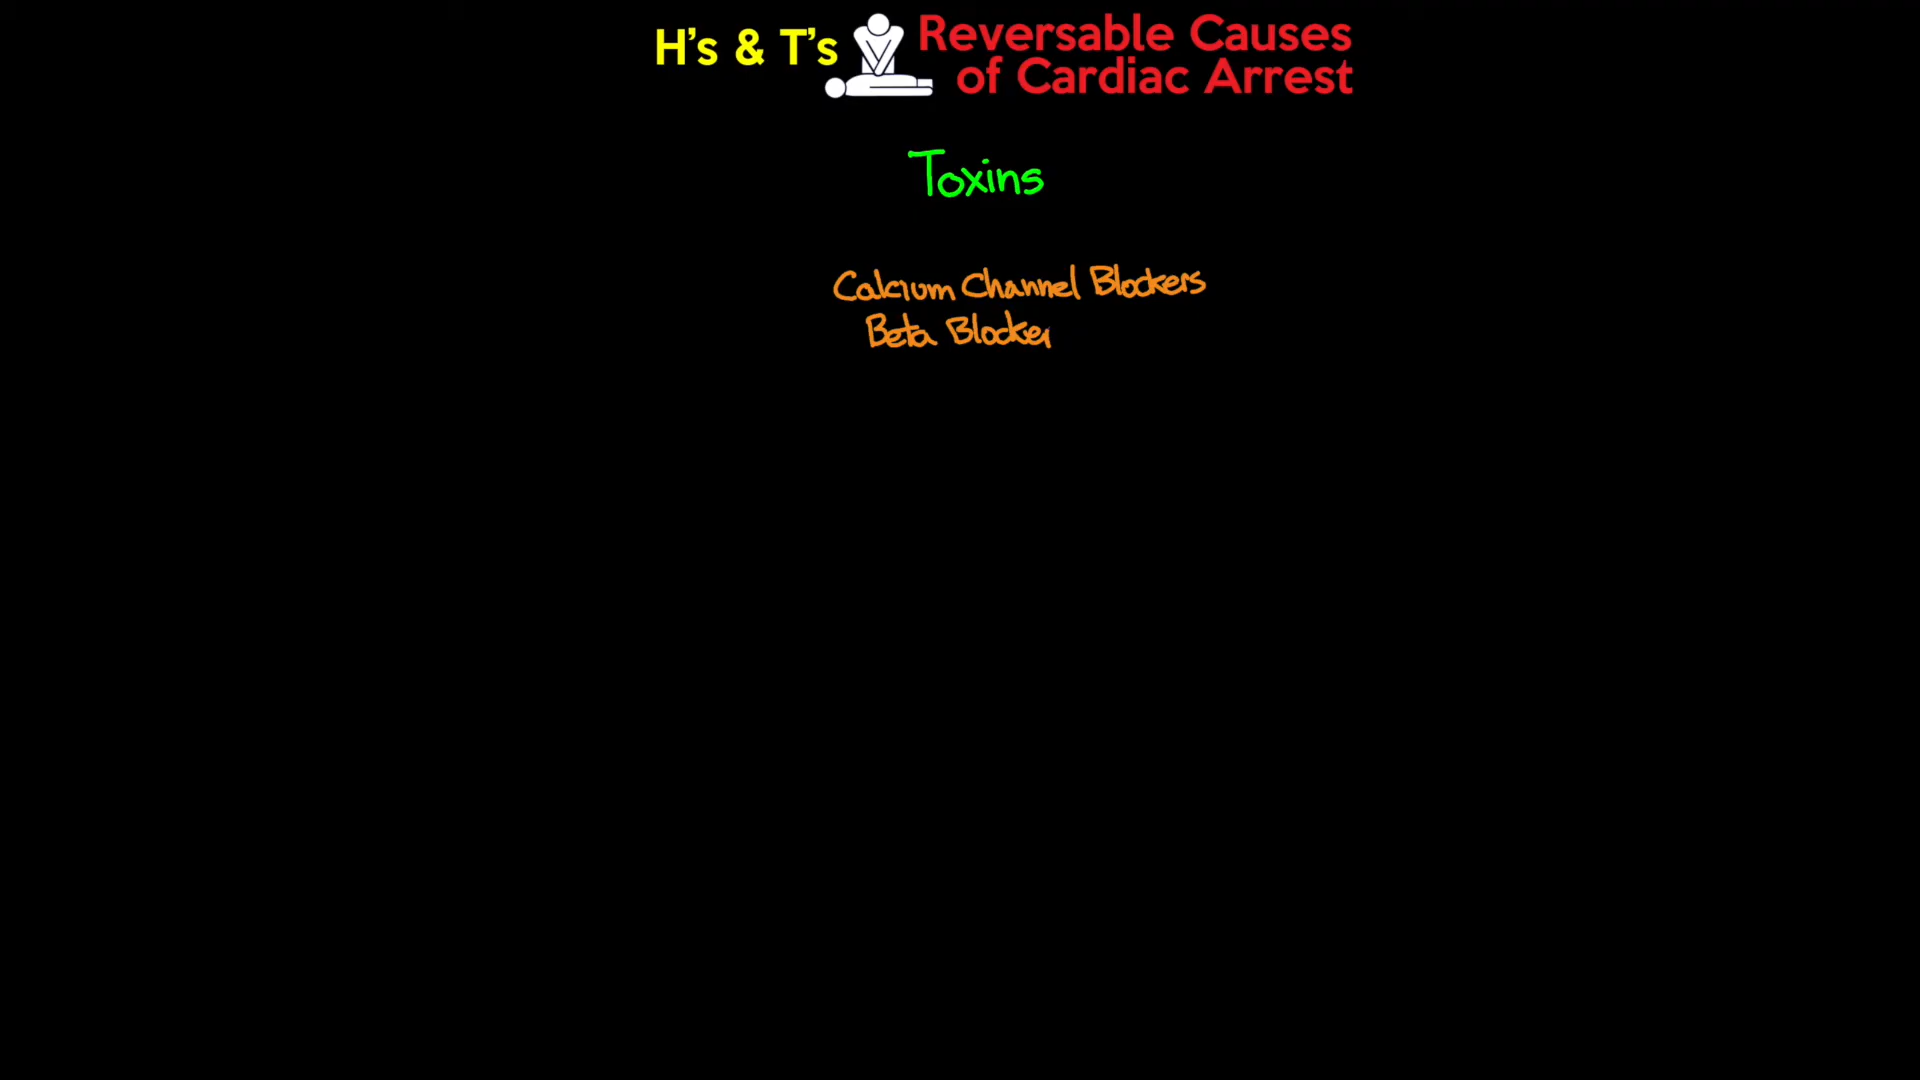 H's & T's
Reversable Causes
of Cardiac Arrest
Toxins
Calcium Channel Blockers
Beta Blocker